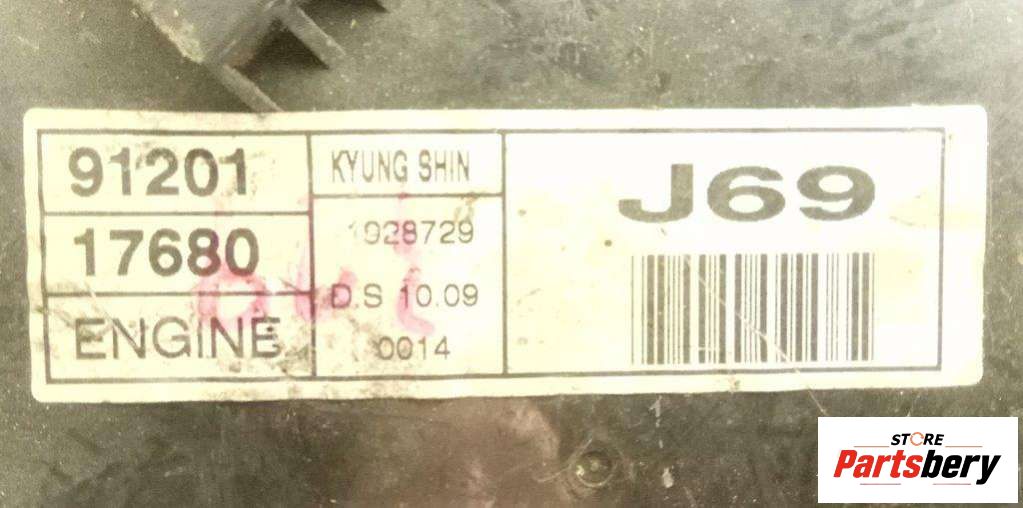 91201
17680
ENGINE
KYUNG SHIN
1928729
D.S 10.09
0014
J69
STORE
Partsbery